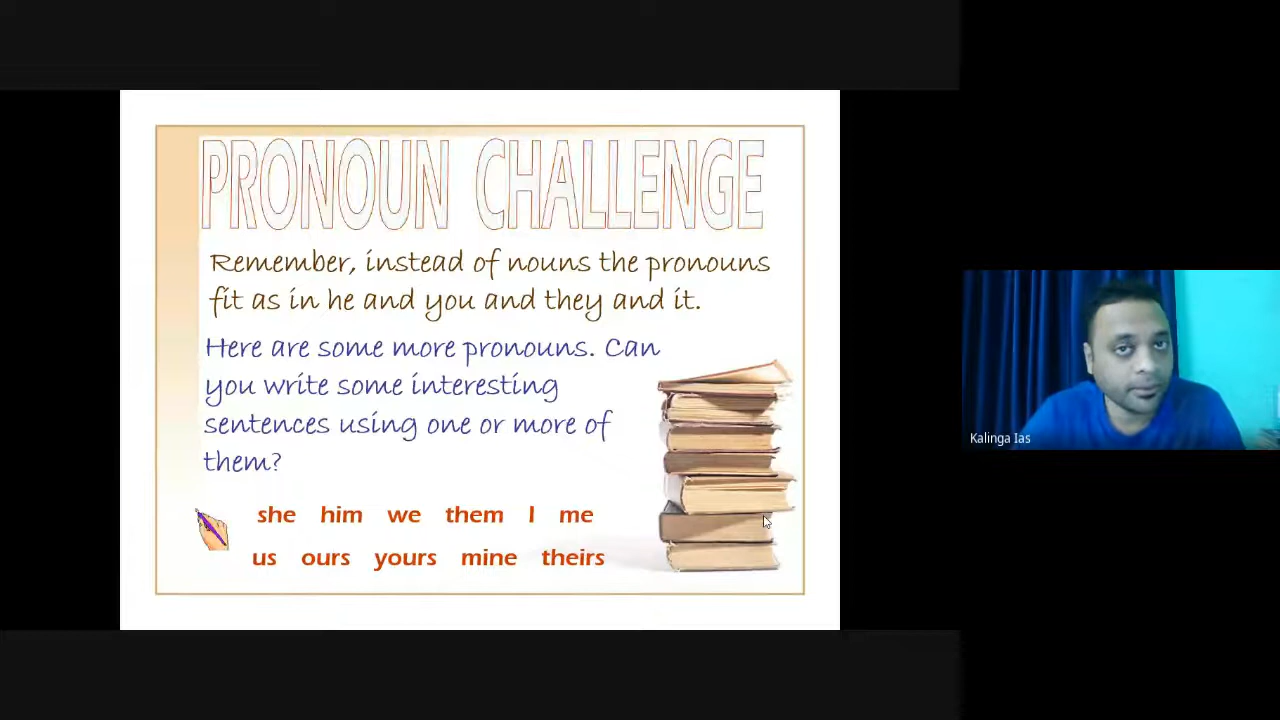 PRONOUN CHALLENGE
Remember, instead of nouns the pronouns
fit as in he and you and they and it.
Here are some more pronouns. Can
you write some interesting
sentences using one or more of
them?
she him we them I me
us ours yours mine theirs
Kalinga Ias